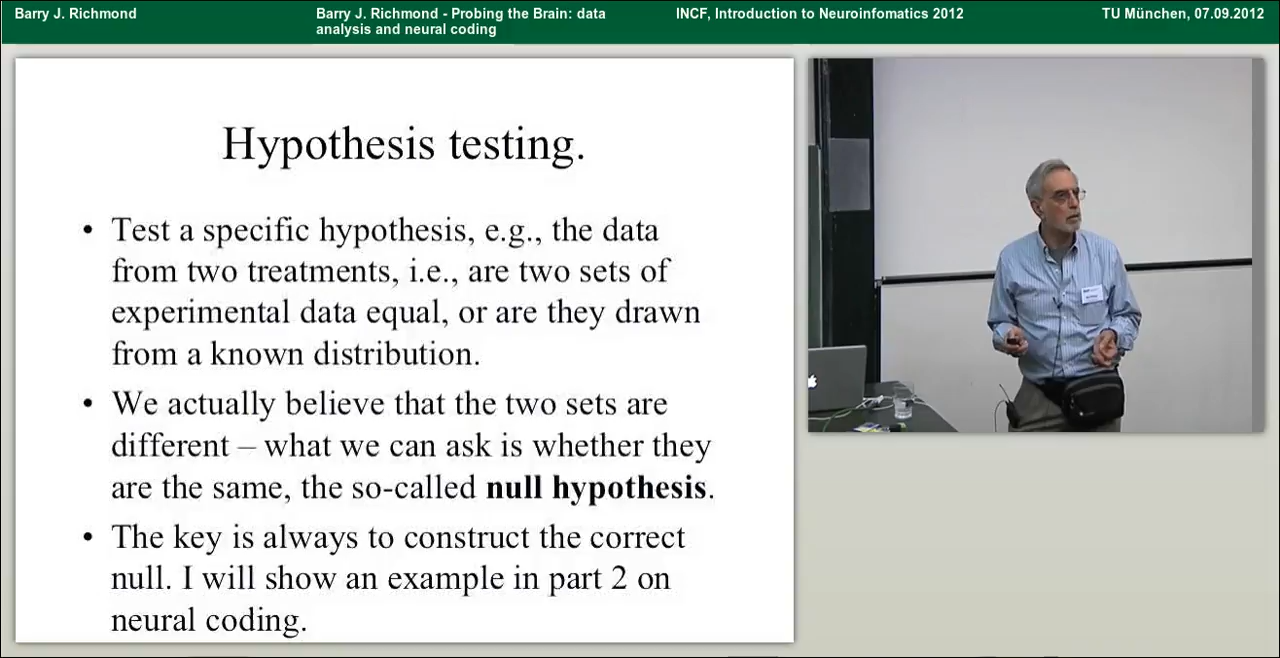 Barry J. Richmond
Barry J. Richmond - Probing the Brain: data
analysis and neural coding
INCF, Introduction to Neuroinfomatics 2012
TU München, 07.09.2012
Hypothesis testing.
• Test a specific hypothesis, e.g., the data
from two treatments, i.e., are two sets of
experimental data equal, or are they drawn
from a known distribution.
• We actually believe that the two sets are
different – what we can ask is whether they
are the same, the so-called null hypothesis.
• The key is always to construct the correct
null. I will show an example in part 2 on
neural coding.